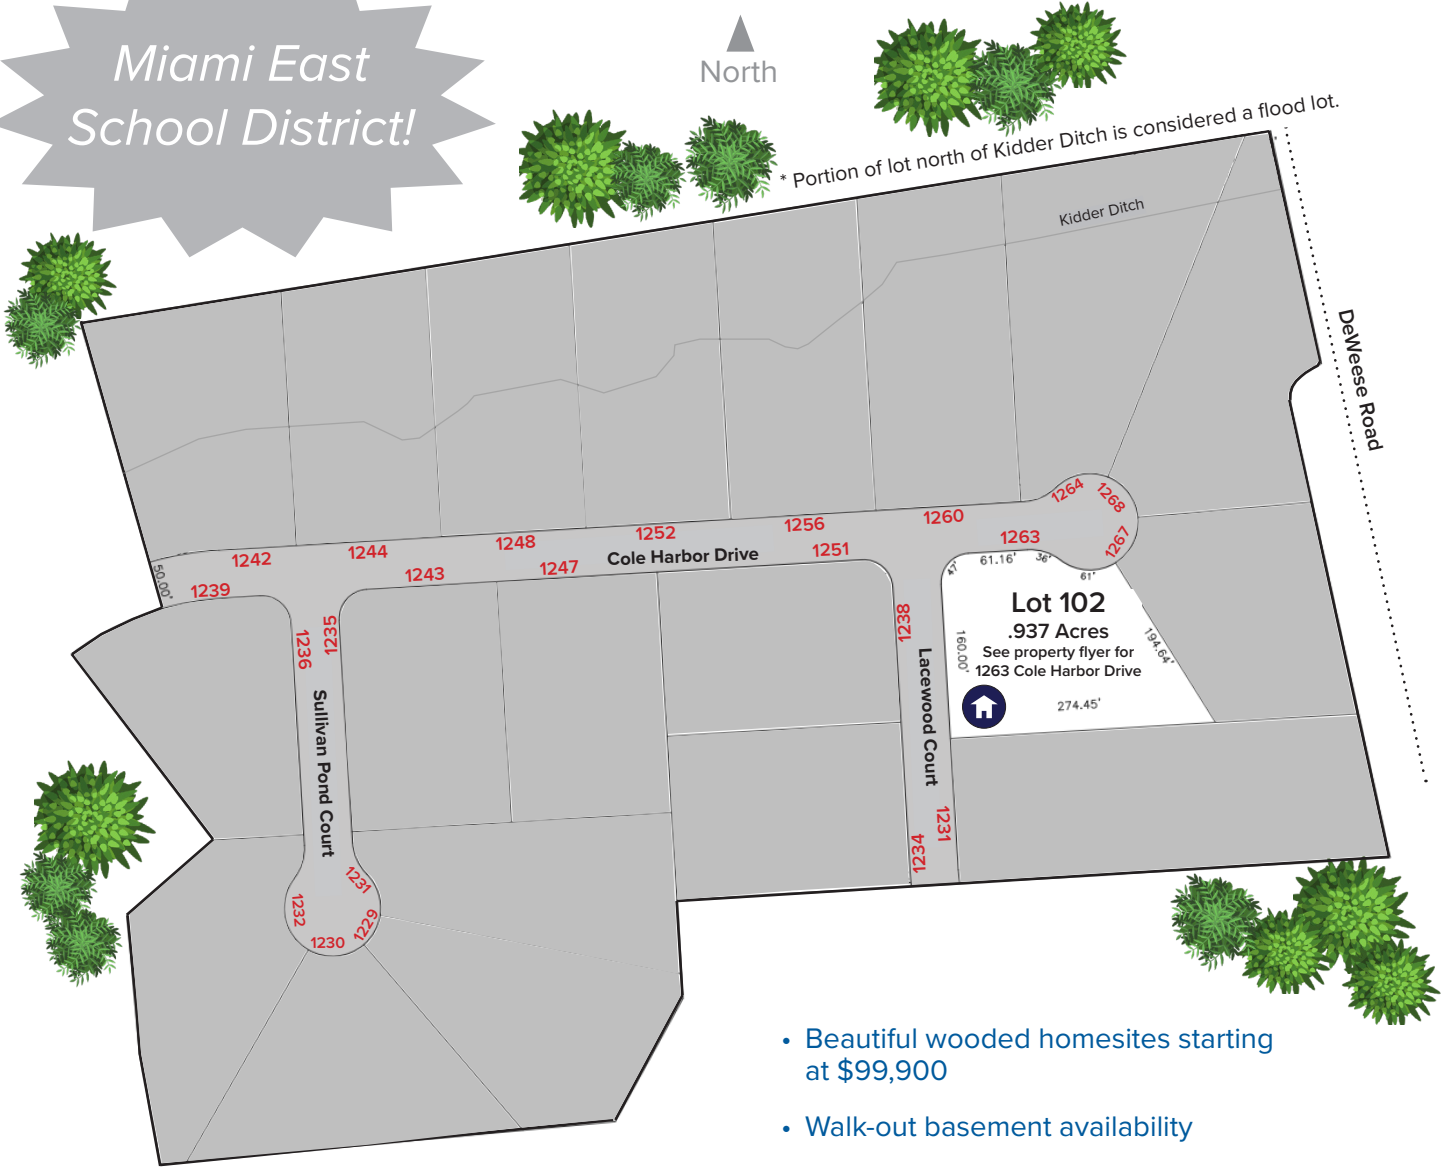 Miami East
School District!
North
* Portion of lot north of Kidder Ditch is considered a flood lot.
Kidder Ditch
DeWeese Road
1264
1268
1267
1263
1260
1256
1252
1248
1244
1242
Cole Harbor Drive
1251
1247
1243
1239
50.00'
1236
1235
Sullivan Pond Court
1232
1231
1230
1229
1238
Lacewood Court
1234
1231
47'
61.16'
36'
61'
160.00'
194.64'
274.45'
Lot 102
.937 Acres
See property flyer for
1263 Cole Harbor Drive
• Beautiful wooded homesites starting
at $99,900
• Walk-out basement availability